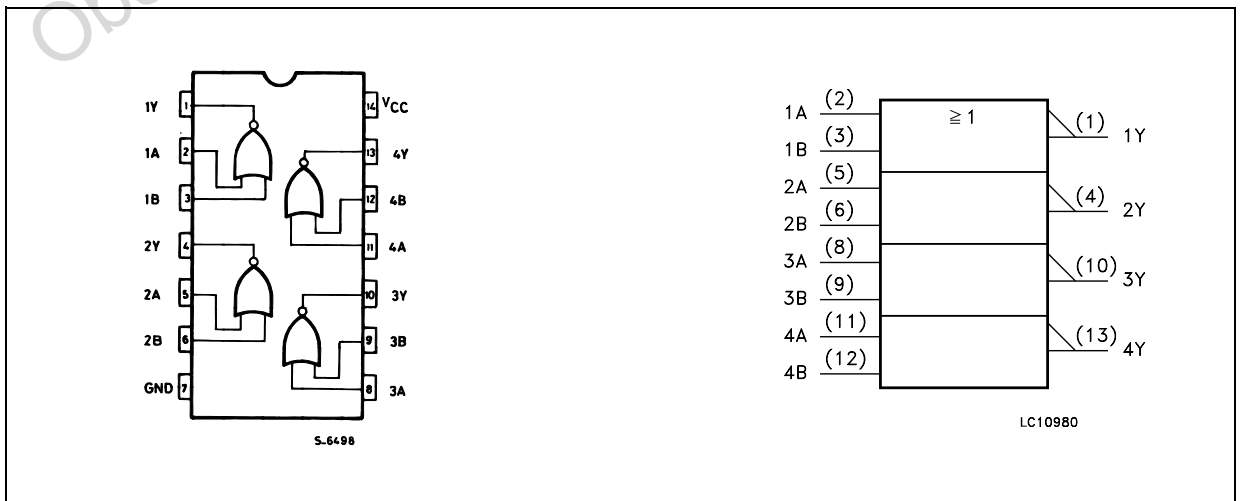 Obs
1Y 1 14 VCC
1A 2 13 4Y
1B 3 12 4B
2Y 4 11 4A
2A 5 10 3Y
2B 6 9 3B
GND 7 8 3A
S-6498
≧ 1
1A (2) (1) 1Y
1B (3)
2A (5) (4) 2Y
2B (6)
3A (8) (10) 3Y
3B (9)
4A (11) (13) 4Y
4B (12)
LC10980